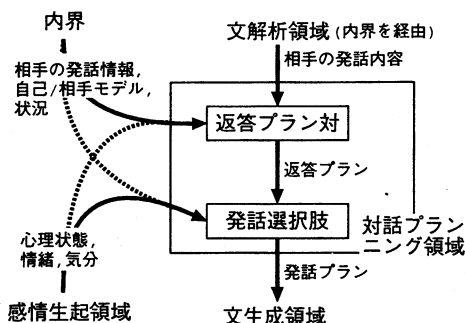 内界
相手の発話情報,
自己/相手モデル,
状況
文解析領域(内界を経由)
相手の発話内容
返答プラン対
返答プラン
発話選択肢
対話プラン
ニング領域
発話プラン
文生成領域
心理状態,
情緒,気分
感情生起領域